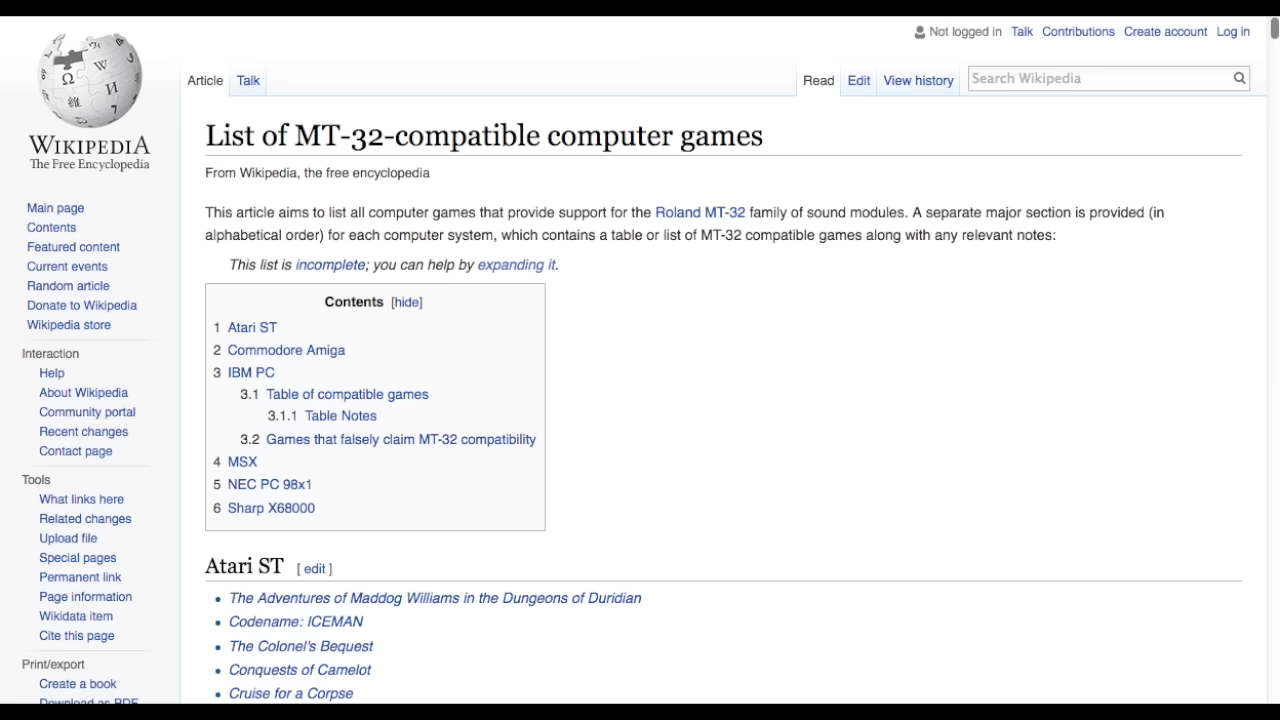 Not logged in Talk Contributions Create account Log in
Article Talk Read Edit View history Search Wikipedia
WIKIPEDIA
The Free Encyclopedia
Main page
Contents
Featured content
Current events
Random article
Donate to Wikipedia
Wikipedia store
Interaction
Help
About Wikipedia
Community portal
Recent changes
Contact page
Tools
What links here
Related changes
Upload file
Special pages
Permanent link
Page information
Wikidata item
Cite this page
Print/export
Create a book
Download as PDF
List of MT-32-compatible computer games
From Wikipedia, the free encyclopedia
This article aims to list all computer games that provide support for the Roland MT-32 family of sound modules. A separate major section is provided (in
alphabetical order) for each computer system, which contains a table or list of MT-32 compatible games along with any relevant notes:
This list is incomplete; you can help by expanding it.
Contents [hide]
1 Atari ST
2 Commodore Amiga
3 IBM PC
3.1 Table of compatible games
3.1.1 Table Notes
3.2 Games that falsely claim MT-32 compatibility
4 MSX
5 NEC PC 98x1
6 Sharp X68000
Atari ST [ edit ]
• The Adventures of Maddog Williams in the Dungeons of Duridian
• Codename: ICEMAN
• The Colonel's Bequest
• Conquests of Camelot
• Cruise for a Corpse